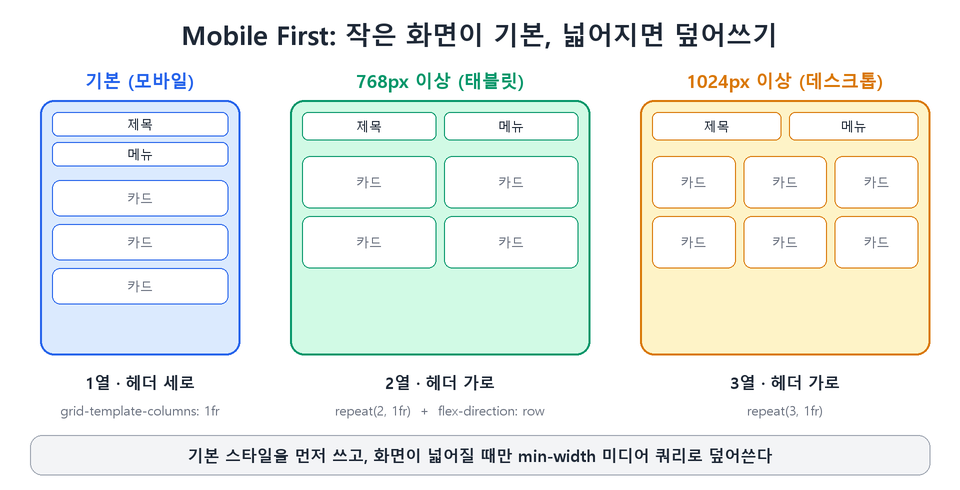 Mobile First: 작은 화면이 기본, 넓어지면 덮어쓰기
기본 (모바일)
제목
메뉴
카드
카드
카드
1열 · 헤더 세로
grid-template-columns: 1fr
768px 이상 (태블릿)
제목 메뉴
카드 카드
카드 카드
2열 · 헤더 가로
repeat(2, 1fr) + flex-direction: row
1024px 이상 (데스크톱)
제목 메뉴
카드 카드 카드
카드 카드 카드
3열 · 헤더 가로
repeat(3, 1fr)
기본 스타일을 먼저 쓰고, 화면이 넓어질 때만 min-width 미디어 쿼리로 덮어쓴다